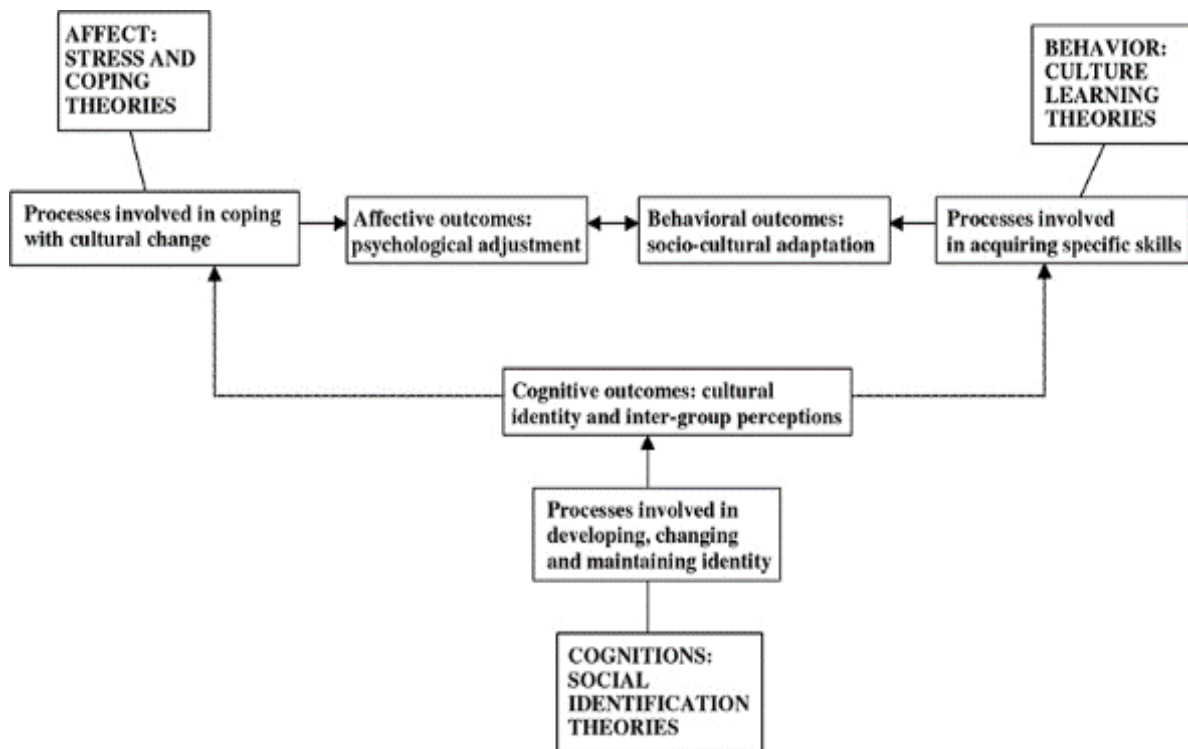 AFFECT:
STRESS AND
COPING
THEORIES
BEHAVIOR:
CULTURE
LEARNING
THEORIES
Processes involved in coping
with cultural change
Affective outcomes:
psychological adjustment
Behavioral outcomes:
socio-cultural adaptation
Processes involved
in acquiring specific skills
Cognitive outcomes: cultural
identity and inter-group perceptions
Processes involved in
developing, changing
and maintaining identity
COGNITIONS:
SOCIAL
IDENTIFICATION
THEORIES